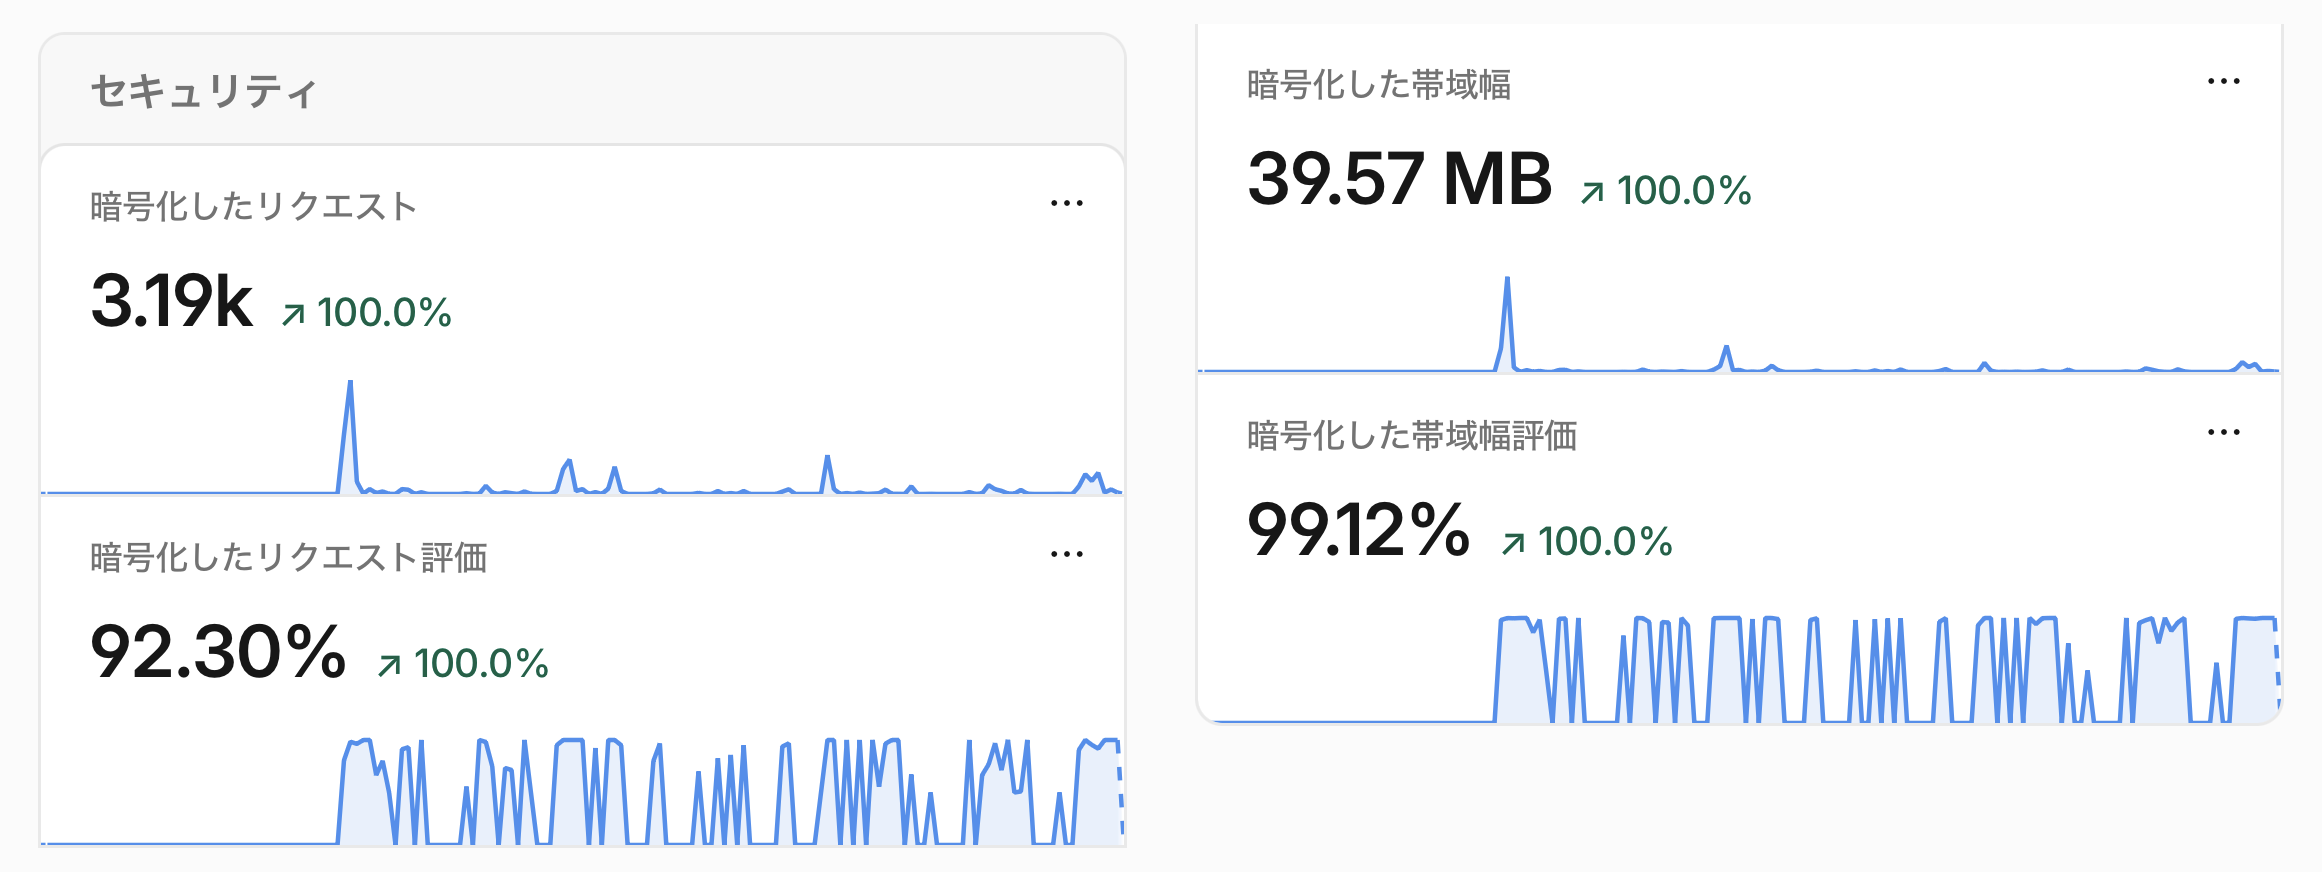 セキュリティ
暗号化したリクエスト
3.19k ↗ 100.0%
暗号化したリクエスト評価
92.30% ↗ 100.0%
暗号化した帯域幅
39.57 MB ↗ 100.0%
暗号化した帯域幅評価
99.12% ↗ 100.0%